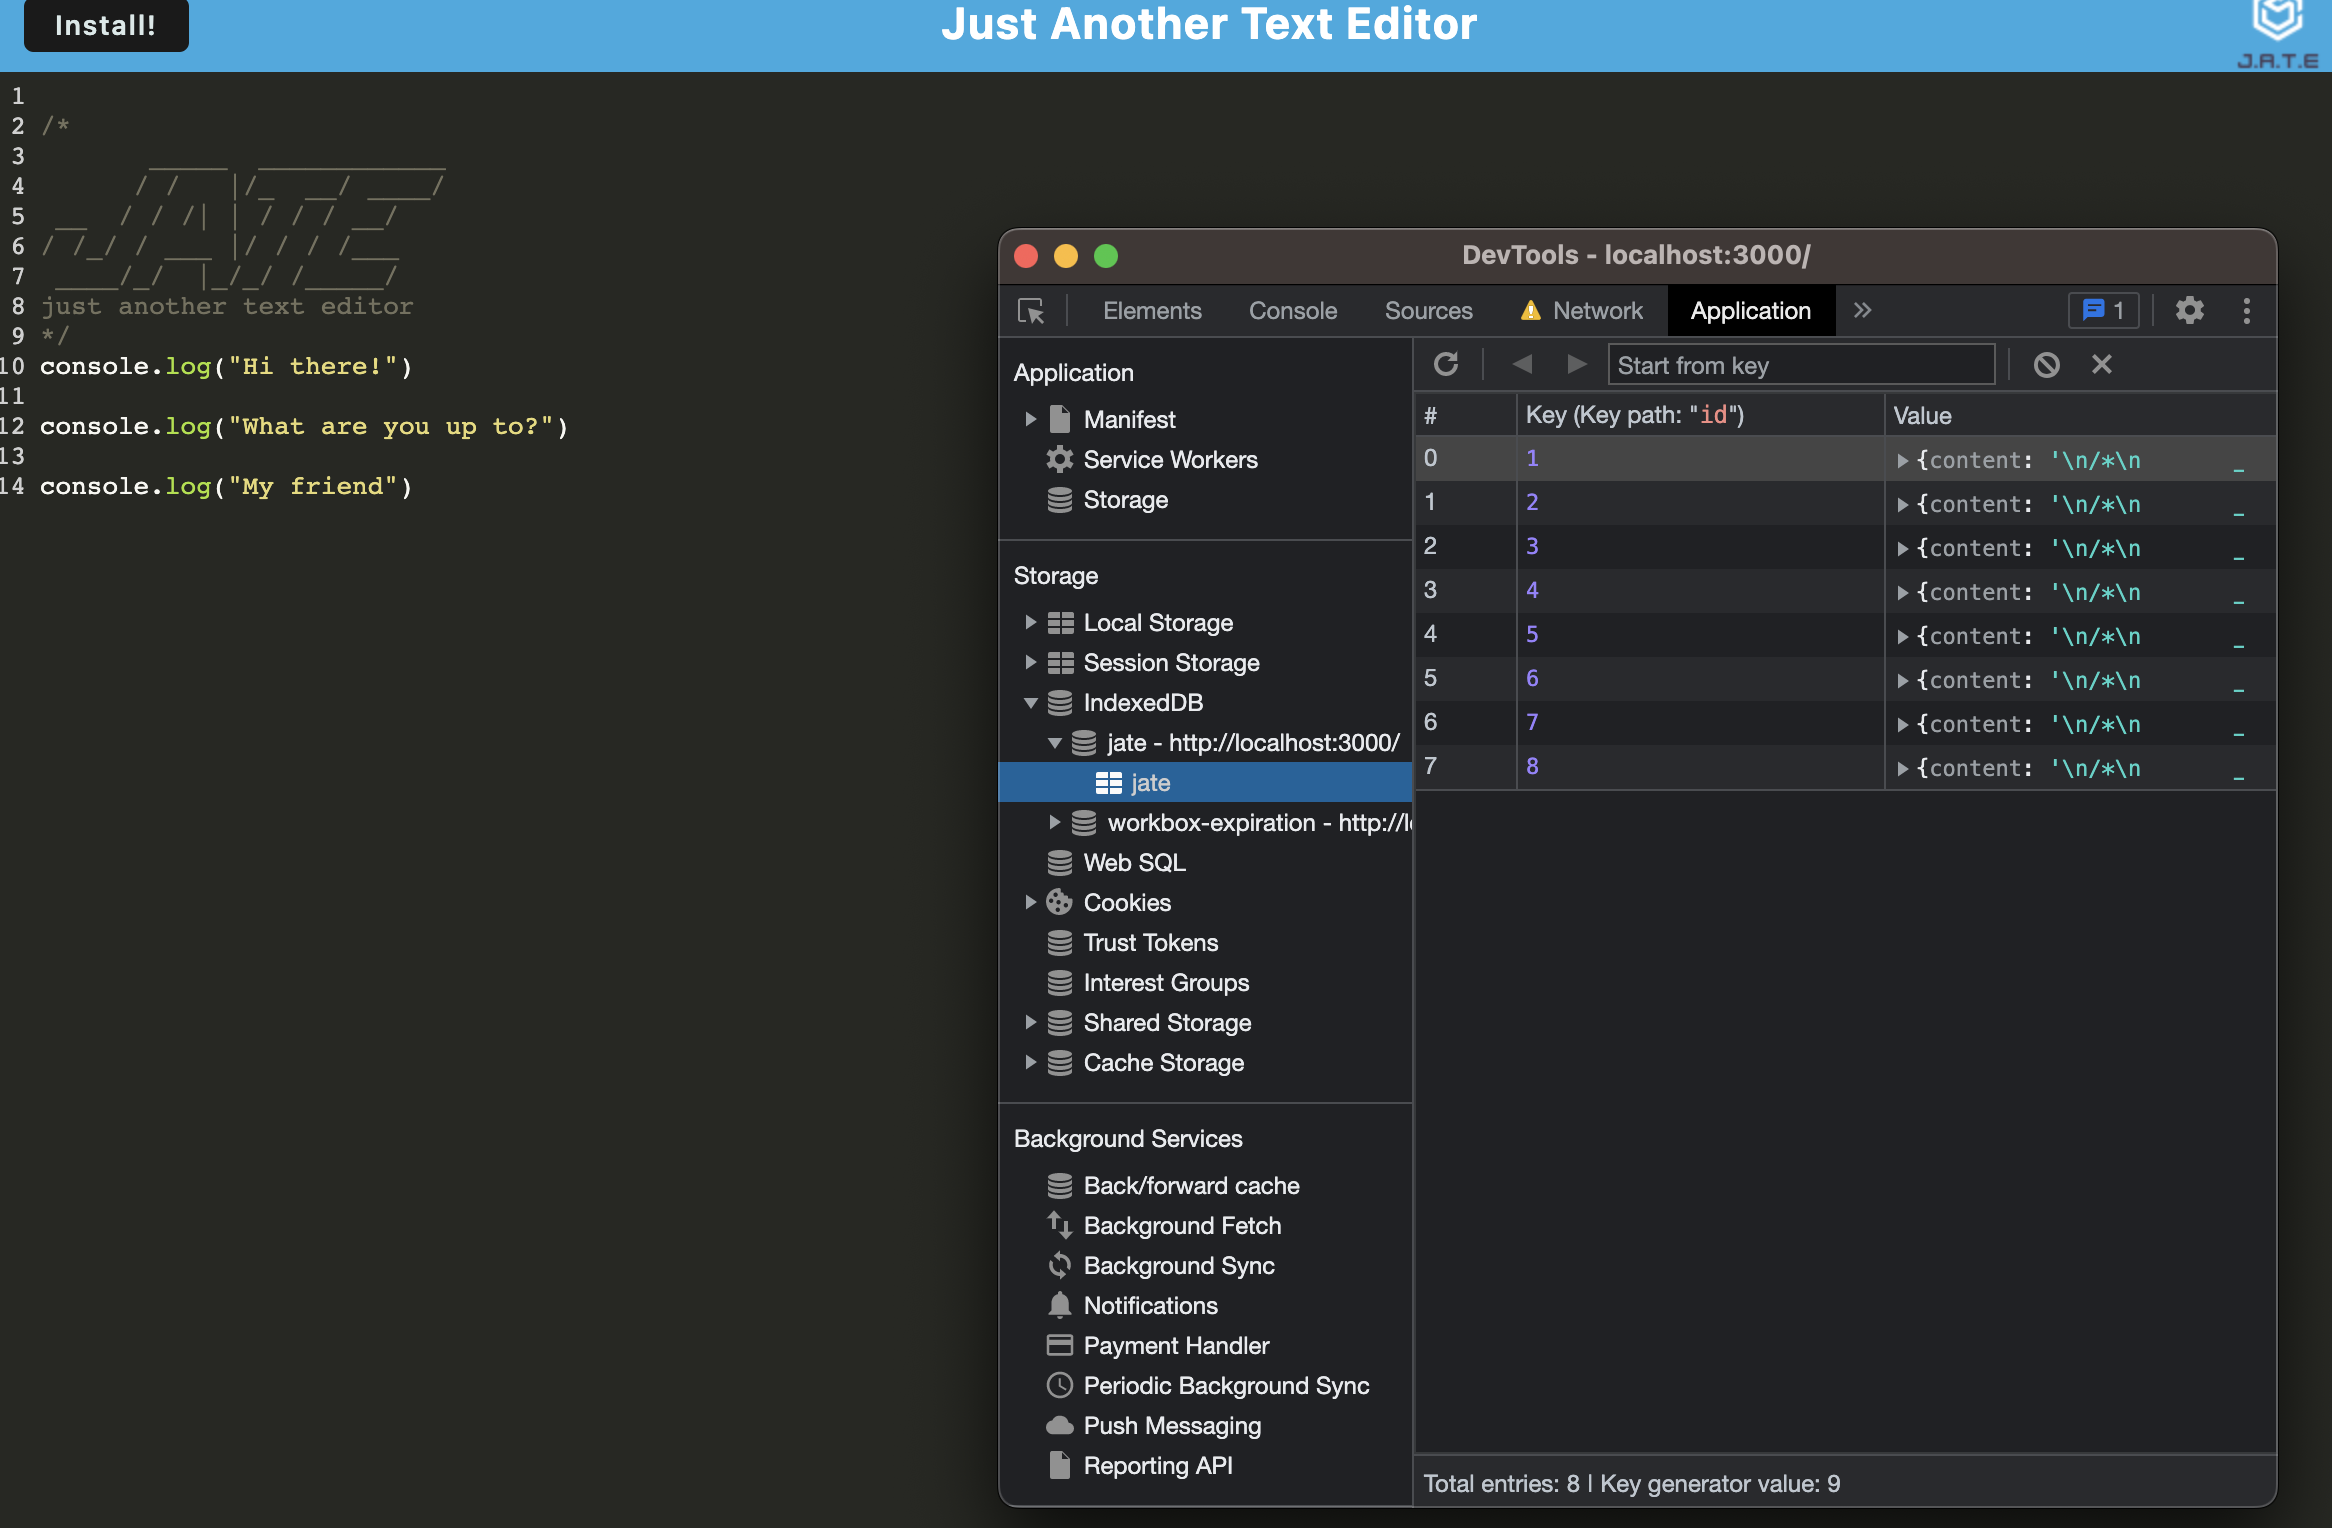 Install!
Just Another Text Editor
J.A.T.E
1
2 /*
3       _____  ____________
4      / /   |/_  __/ ____/
5 __  / / /| | / / / __/
6 / /_/ / ___ |/ / / /___
7 ____/_/  |_/_/ /_____/
8 just another text editor
9 */
10 console.log("Hi there!")
11
12 console.log("What are you up to?")
13
14 console.log("My friend")
DevTools - localhost:3000/
Elements Console Sources Network Application » 1
Application
Manifest
Service Workers
Storage
Storage
Local Storage
Session Storage
IndexedDB
jate - http://localhost:3000/
jate
workbox-expiration - http://l
Web SQL
Cookies
Trust Tokens
Interest Groups
Shared Storage
Cache Storage
Background Services
Back/forward cache
Background Fetch
Background Sync
Notifications
Payment Handler
Periodic Background Sync
Push Messaging
Reporting API
Start from key
# Key (Key path: "id") Value
0 1 {content: '\n/*\n _
1 2 {content: '\n/*\n _
2 3 {content: '\n/*\n _
3 4 {content: '\n/*\n _
4 5 {content: '\n/*\n _
5 6 {content: '\n/*\n _
6 7 {content: '\n/*\n _
7 8 {content: '\n/*\n _
Total entries: 8 | Key generator value: 9